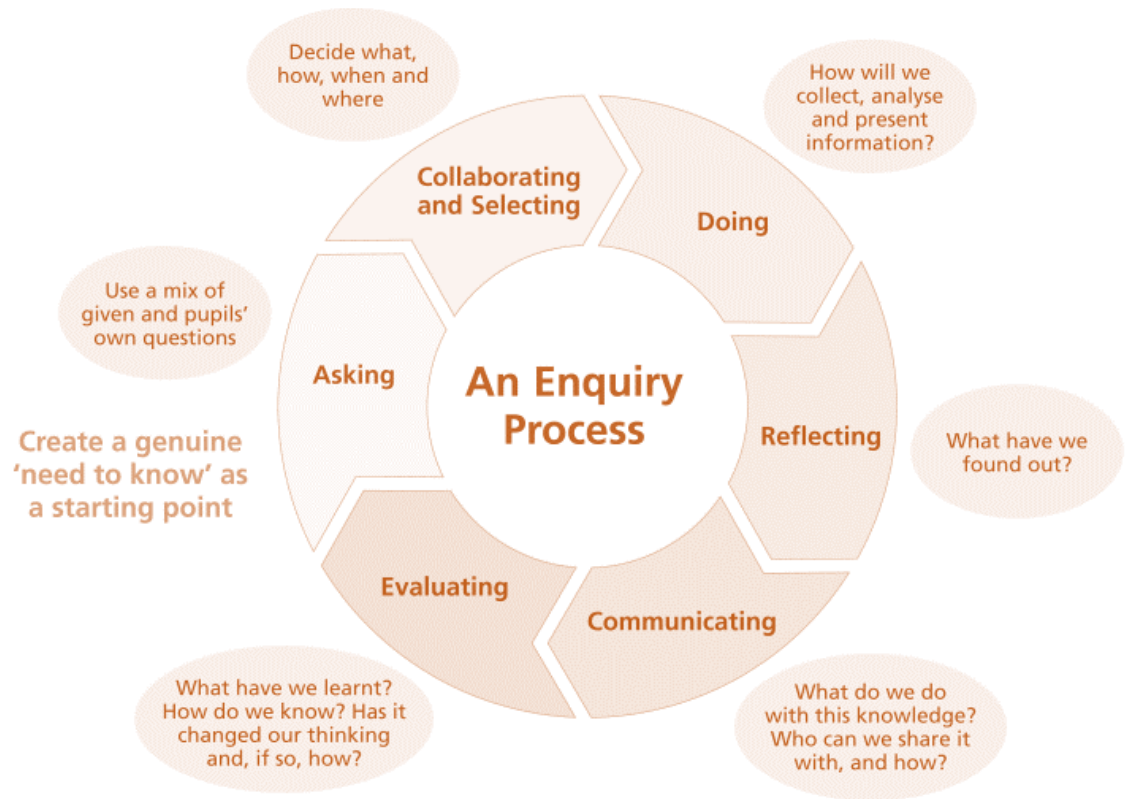 An Enquiry
Process
Create a genuine
‘need to know’ as
a starting point
Asking
Use a mix of
given and pupils’
own questions
Collaborating
and Selecting
Decide what,
how, when and
where
Doing
How will we
collect, analyse
and present
information?
Reflecting
What have we
found out?
Communicating
What do we do
with this knowledge?
Who can we share it
with, and how?
Evaluating
What have we learnt?
How do we know? Has it
changed our thinking
and, if so, how?